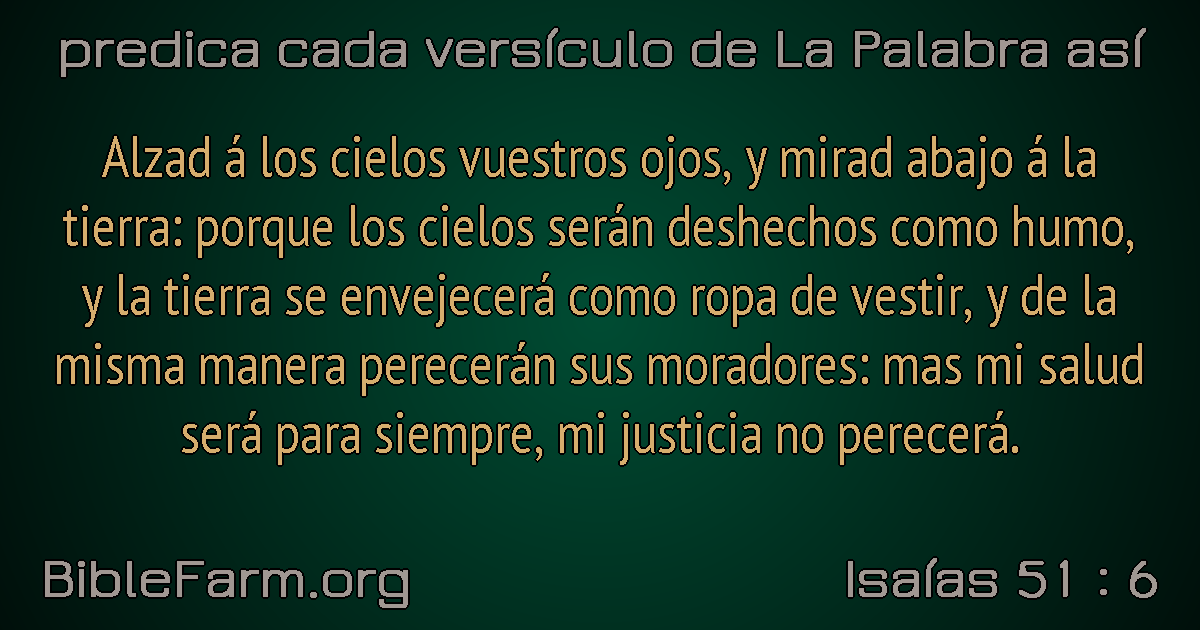 predica cada versículo de La Palabra así
Alzad á los cielos vuestros ojos, y mirad abajo á la
tierra: porque los cielos serán deshechos como humo,
y la tierra se envejecerá como ropa de vestir, y de la
misma manera perecerán sus moradores: mas mi salud
será para siempre, mi justicia no perecerá.
BibleFarm.org
Isaías 51 : 6